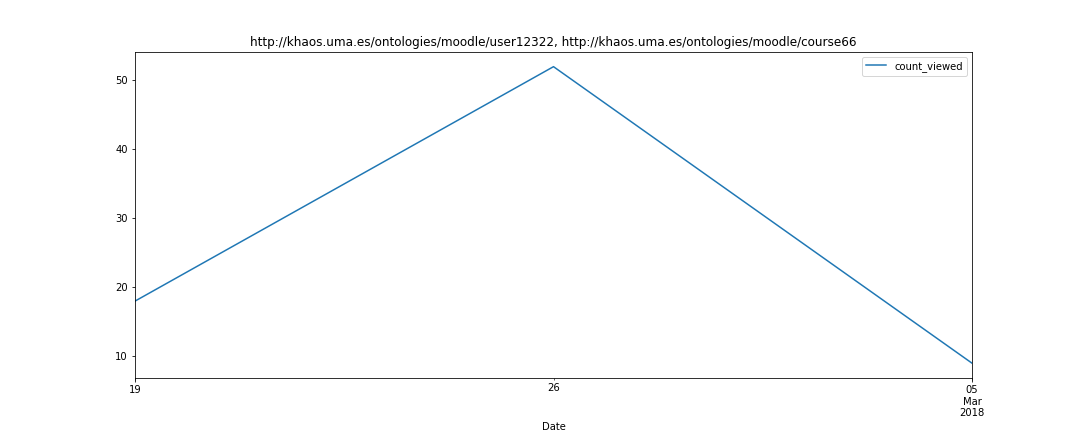 http://khaos.uma.es/ontologies/moodle/user12322, http://khaos.uma.es/ontologies/moodle/course66
count_viewed
50
40
30
20
10
19
26
05
Mar
2018
Date